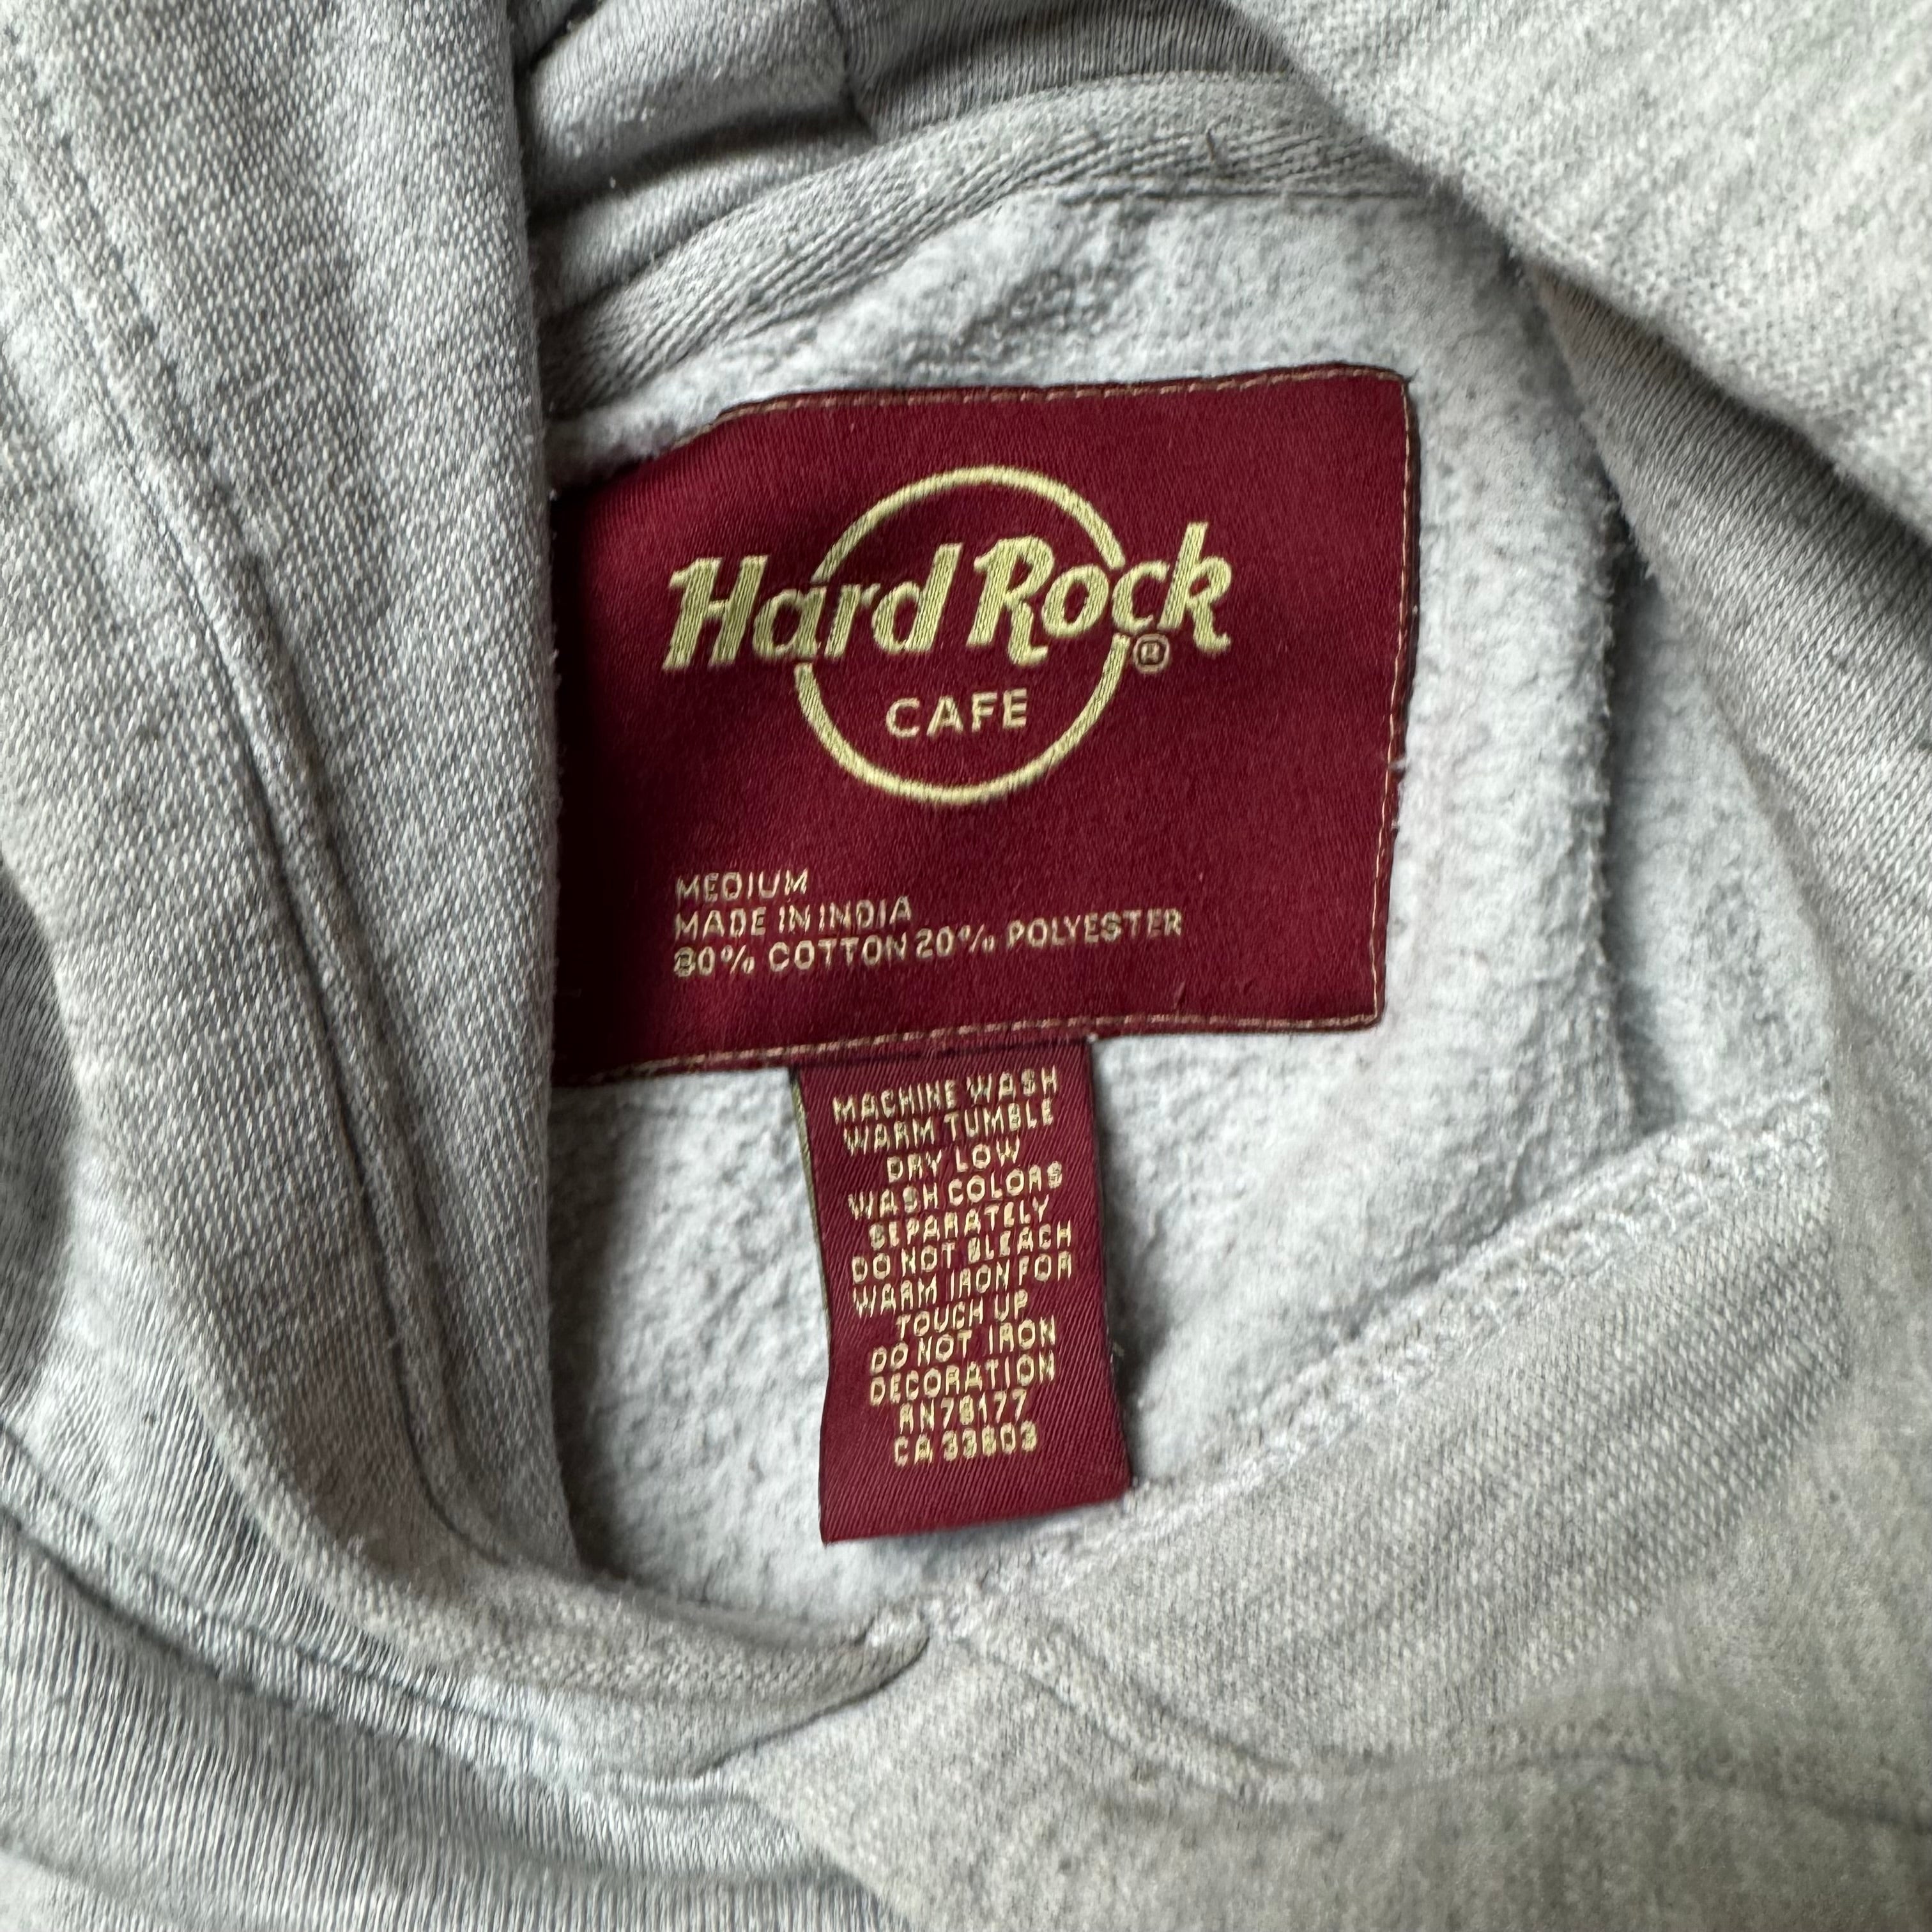 Hard Rock
®
CAFE
MEDIUM
MADE IN INDIA
80% COTTON 20% POLYESTER
MACHINE WASH
WARM TUMBLE
DRY LOW
WASH COLORS
SEPARATELY
DO NOT BLEACH
WARM IRON FOR
TOUCH UP
DO NOT IRON
DECORATION
RN78177
CA 33803